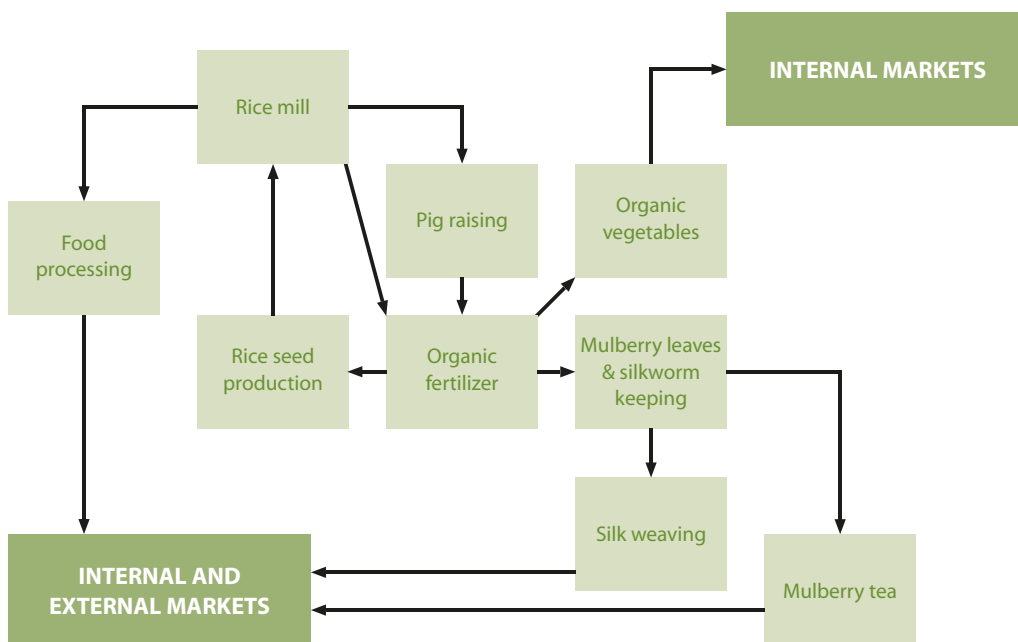 INTERNAL MARKETS
Rice mill
Pig raising
Organic
vegetables
Food
processing
Rice seed
production
Organic
fertilizer
Mulberry leaves
& silkworm
keeping
Silk weaving
Mulberry tea
INTERNAL AND
EXTERNAL MARKETS